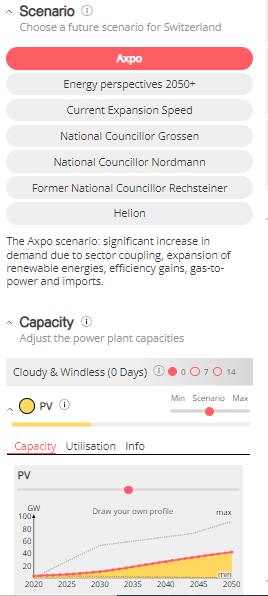 Scenario
Choose a future scenario for Switzerland
Axpo
Energy perspectives 2050+
Current Expansion Speed
National Councillor Grossen
National Councillor Nordmann
Former National Councillor Rechsteiner
Helion
The Axpo scenario: significant increase in
demand due to sector coupling, expansion of
renewable energies, efficiency gains, gas-to-
power and imports.
Capacity
Adjust the power plant capacities
Cloudy & Windless (0 Days) 0 7 14
PV Min Scenario Max
Capacity Utilisation Info
PV
GW
Draw your own profile max
100
80
60
40
20
min
2020 2025 2030 2035 2040 2045 2050